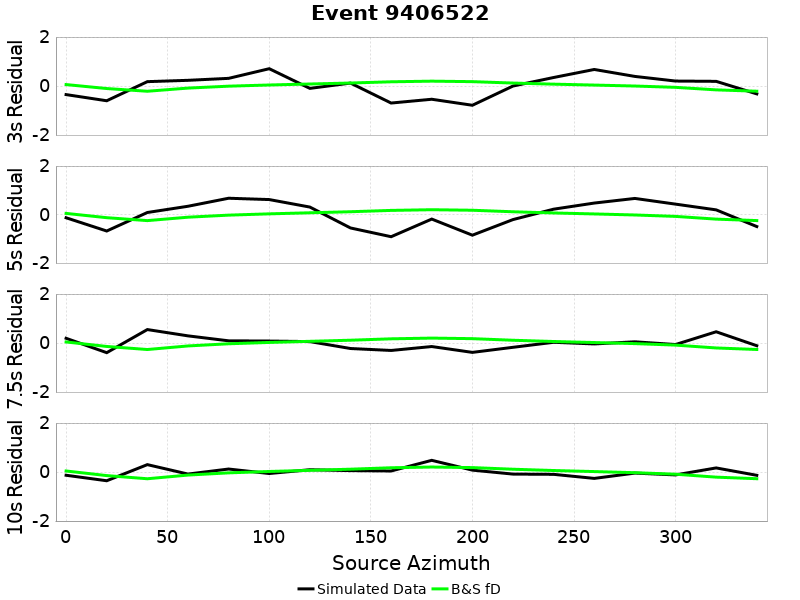 Event 9406522
3s Residual
2
0
-2
5s Residual
2
0
-2
7.5s Residual
2
0
-2
10s Residual
2
0
-2
0 50 100 150 200 250 300
Source Azimuth
Simulated Data B&S fD